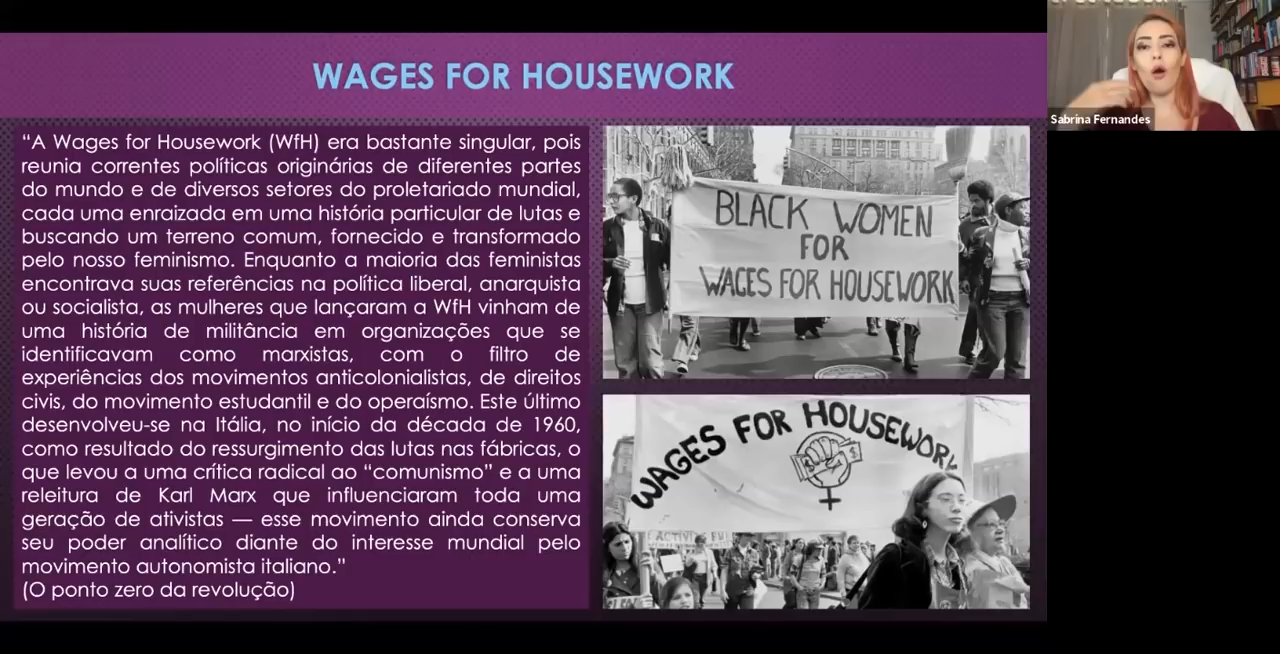 WAGES FOR HOUSEWORK
“A Wages for Housework (WfH) era bastante singular, pois
reunia correntes políticas originárias de diferentes partes
do mundo e de diversos setores do proletariado mundial,
cada uma enraizada em uma história particular de lutas e
buscando um terreno comum, fornecido e transformado
pelo nosso feminismo. Enquanto a maioria das feministas
encontrava suas referências na política liberal, anarquista
ou socialista, as mulheres que lançaram a WfH vinham de
uma história de militância em organizações que se
identificavam como marxistas, com o filtro de
experiências dos movimentos anticolonialistas, de direitos
civis, do movimento estudantil e do operaísmo. Este último
desenvolveu-se na Itália, no início da década de 1960,
como resultado do ressurgimento das lutas nas fábricas, o
que levou a uma crítica radical ao “comunismo” e a uma
releitura de Karl Marx que influenciaram toda uma
geração de ativistas — esse movimento ainda conserva
seu poder analítico diante do interesse mundial pelo
movimento autonomista italiano.”
(O ponto zero da revolução)
BLACK WOMEN
FOR
WAGES FOR HOUSEWORK
WAGES FOR HOUSEWORK
$
Sabrina Fernandes